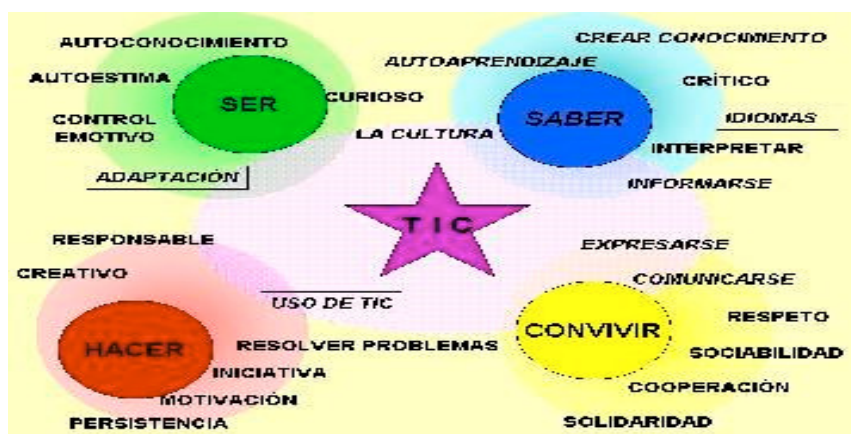 AUTOCONOCIMIENTO
AUTOESTIMA
SER
CURIOSO
CONTROL
EMOTIVO
ADAPTACIÓN
CREAR CONOCIMIENTO
AUTOAPRENDIZAJE
CRÍTICO
SABER
IDIOMAS
LA CULTURA
INTERPRETAR
INFORMARSE
TIC
RESPONSABLE
CREATIVO
USO DE TIC
HACER
RESOLVER PROBLEMAS
INICIATIVA
MOTIVACIÓN
PERSISTENCIA
EXPRESARSE
COMUNICARSE
CONVIVIR
RESPETO
SOCIABILIDAD
COOPERACIÓN
SOLIDARIDAD